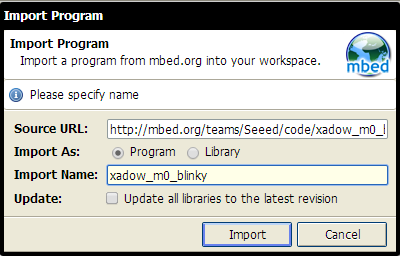 Import Program
Import Program
Import a program from mbed.org into your workspace.
mbed
Please specify name
Source URL: http://mbed.org/teams/Seeed/code/xadow_m0_b
Import As: Program Library
Import Name: xadow_m0_blinky
Update: Update all libraries to the latest revision
Import Cancel